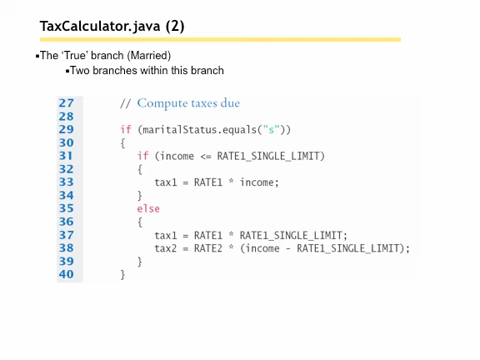 TaxCalculator.java (2)
▪The ‘True’ branch (Married)
▪Two branches within this branch
27 // Compute taxes due
28
29 if (maritalStatus.equals("s"))
30 {
31 if (income <= RATE1_SINGLE_LIMIT)
32 {
33 tax1 = RATE1 * income;
34 }
35 else
36 {
37 tax1 = RATE1 * RATE1_SINGLE_LIMIT;
38 tax2 = RATE2 * (income - RATE1_SINGLE_LIMIT);
39 }
40 }